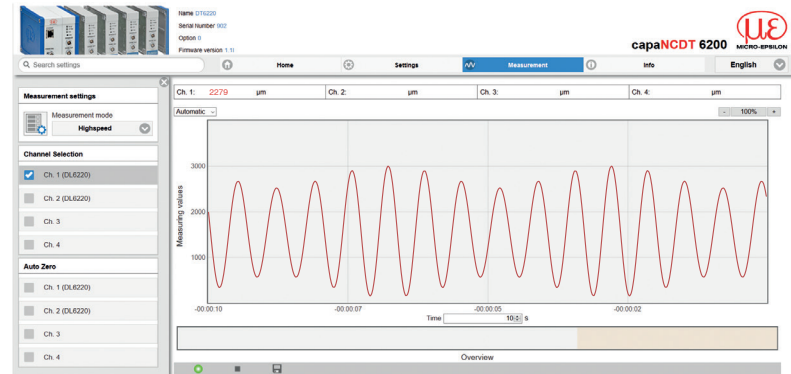 Name DT6220
Serial Number 902
Option 0
Firmware version 1.1i
capaNCDT 6200
µε
MICRO-EPSILON
Search settings
Home
Settings
Measurement
Info
English
Measurement settings
Measurement mode
Highspeed
Channel Selection
Ch. 1 (DL6220)
Ch. 2 (DL6220)
Ch. 3
Ch. 4
Auto Zero
Ch. 1 (DL6220)
Ch. 2 (DL6220)
Ch. 3
Ch. 4
Ch. 1: 2279 µm Ch. 2: µm Ch. 3: µm Ch. 4: µm
Automatic
- 100% +
Measuring values
3000
2000
1000
-00:00:10 -00:00:07 -00:00:05 -00:00:02
Time 10 s
Overview